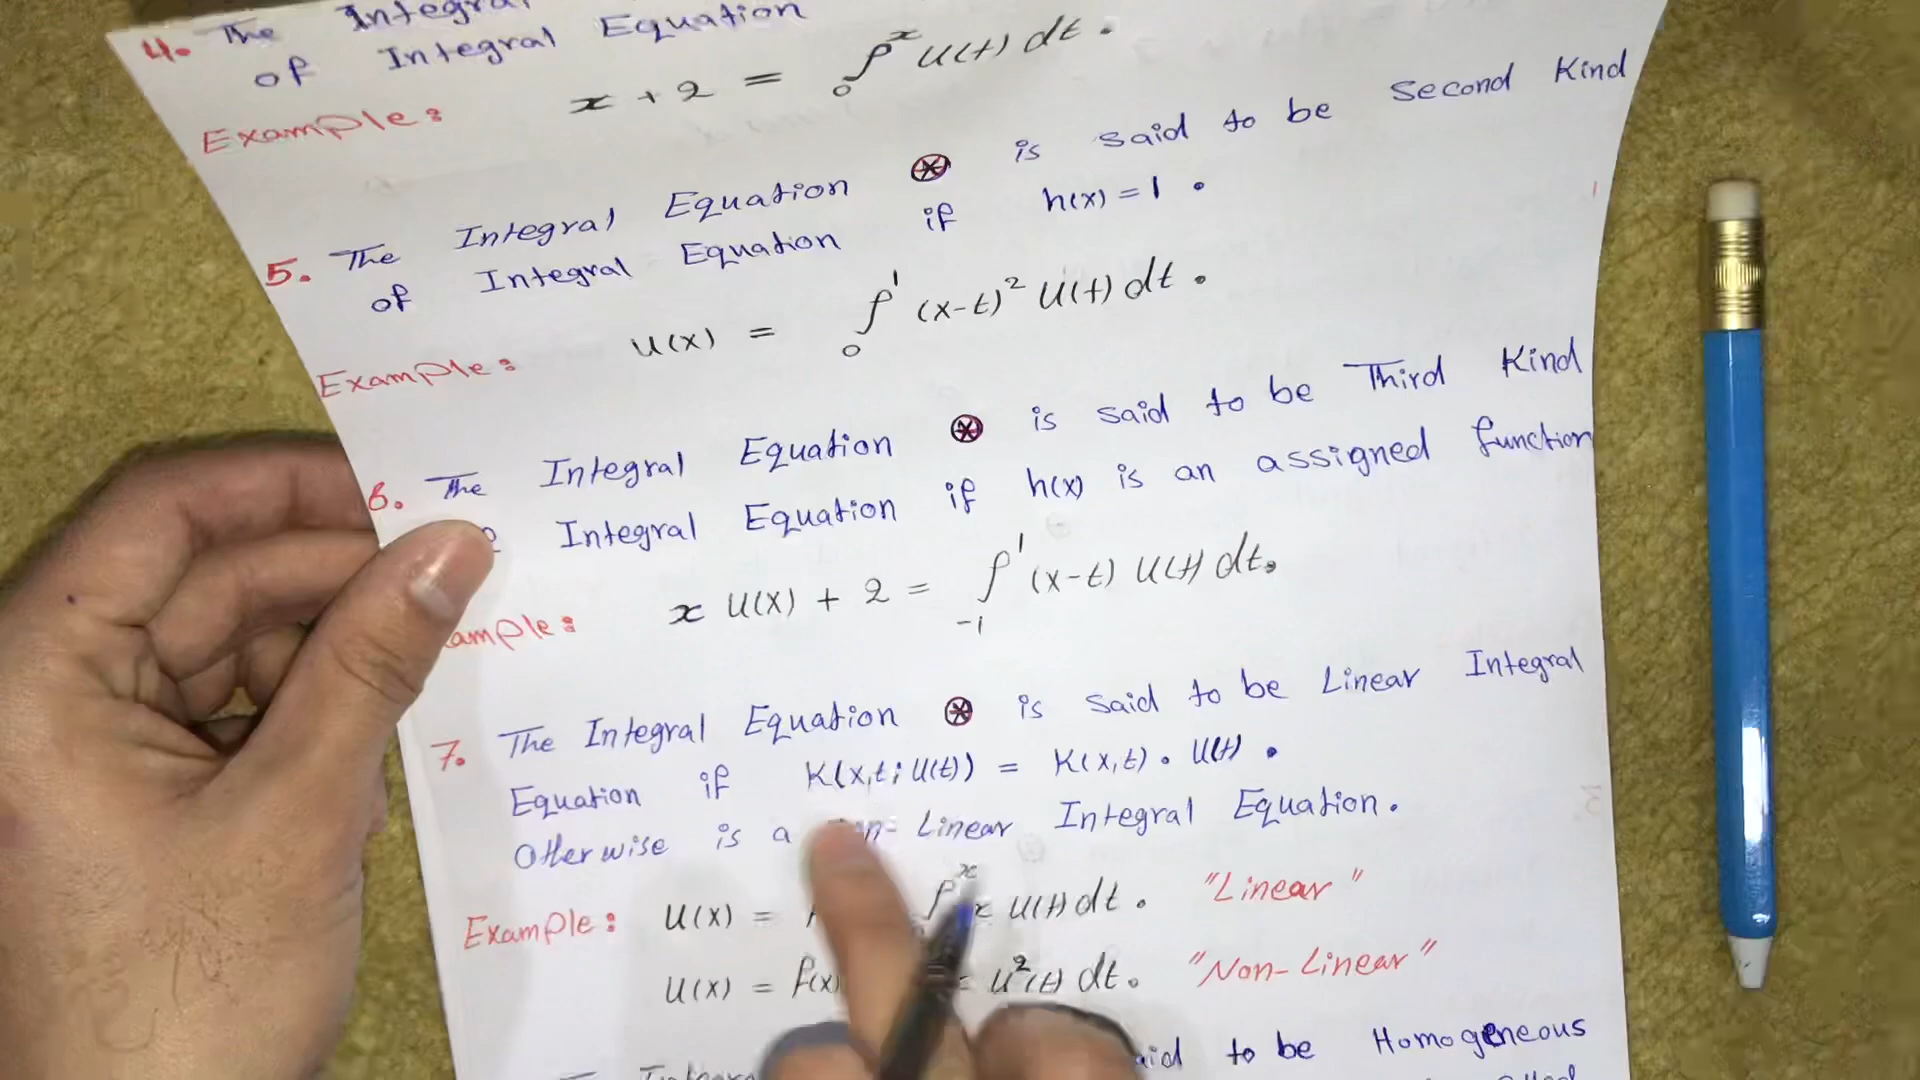 4. The Integral
of Integral Equation
Example: x + 2 = ∫₀ˣ u(t) dt.
5. The Integral Equation ⊛ is said to be Second Kind
of Integral Equation if h(x) = 1.
Example: u(x) = ∫₀¹ (x-t)² u(t) dt.
6. The Integral Equation ⊛ is said to be Third Kind
Integral Equation if h(x) is an assigned function
ample: x u(x) + 2 = ∫₋₁¹ (x-t) u(t) dt.
7. The Integral Equation ⊛ is said to be Linear Integral
Equation if K(x,t; u(t)) = K(x,t) . u(t).
Otherwise is a Linear Integral Equation.
Example: u(x) = ∫ˣ x u(t) dt. "Linear"
u(x) = f(x) u²(t) dt. "Non-Linear"
to be Homogeneous